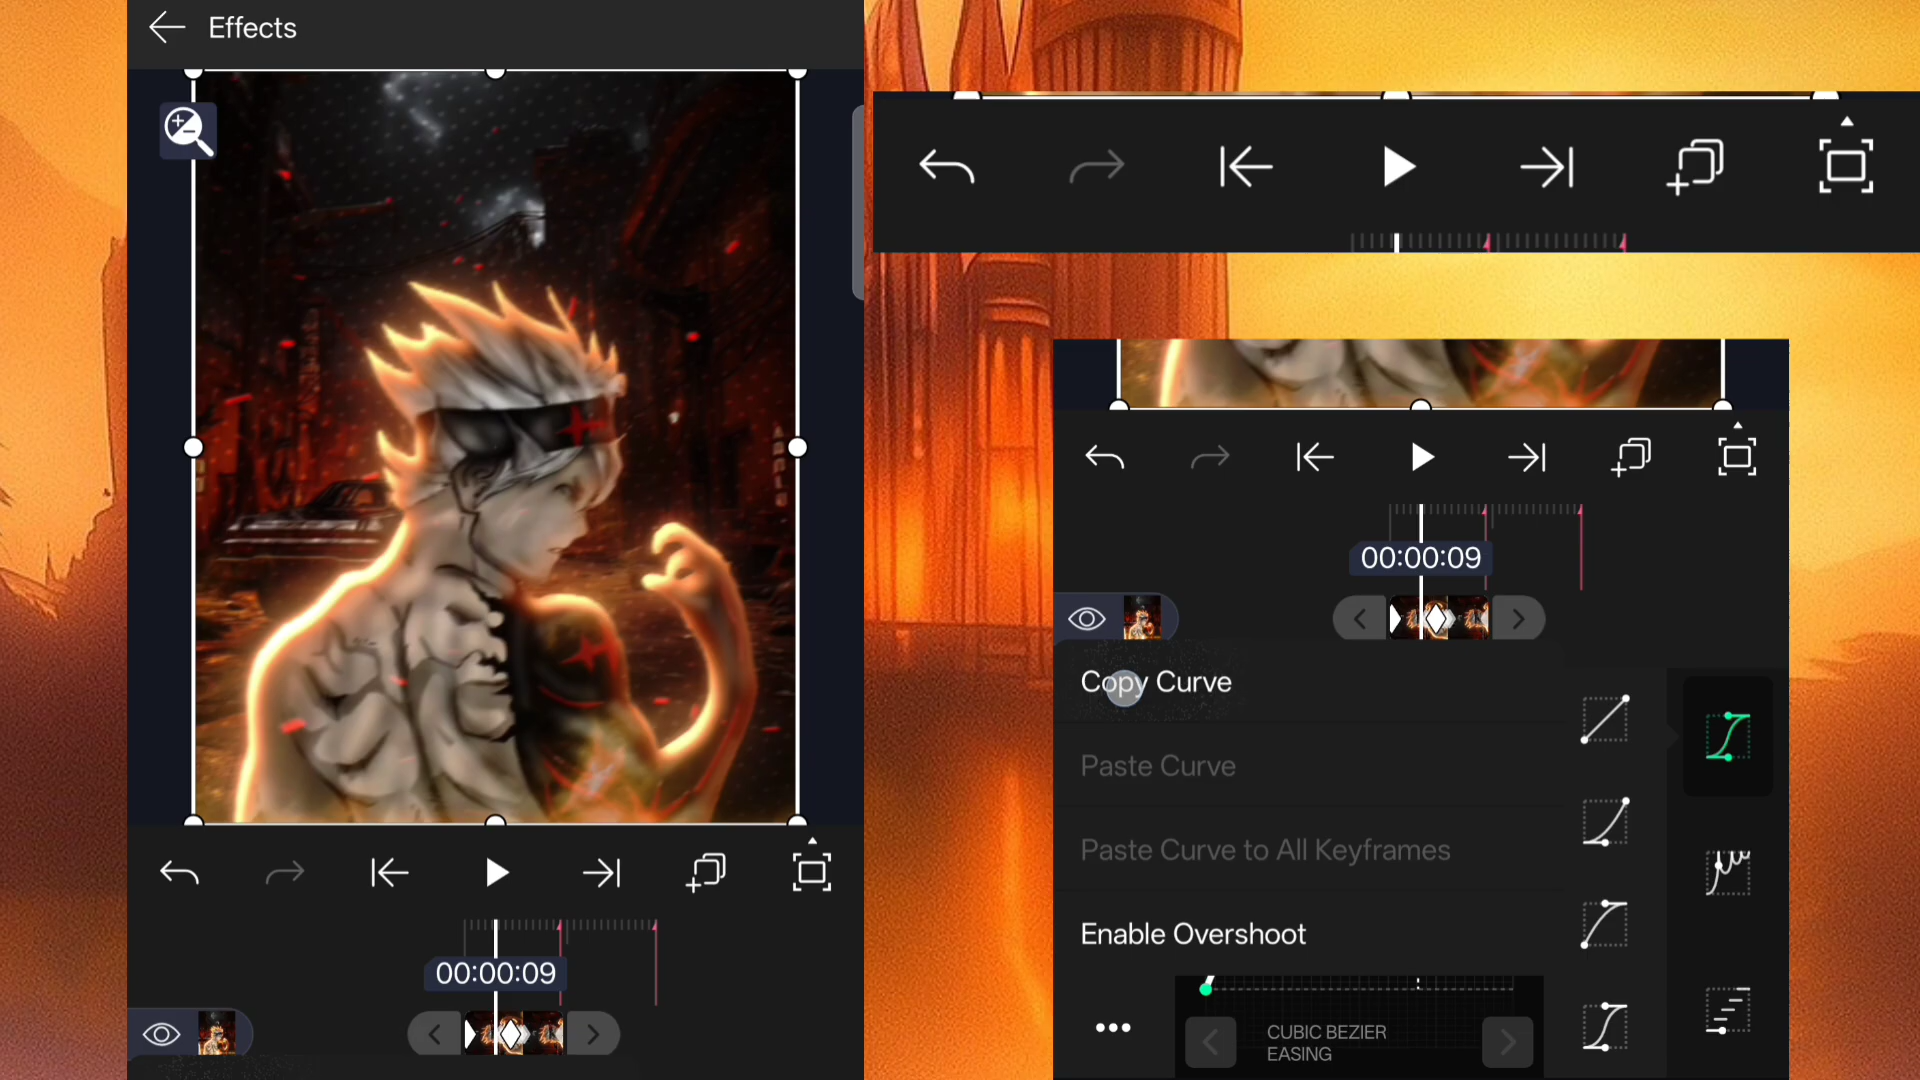 Effects
00:00:09
00:00:09
Copy Curve
Paste Curve
Paste Curve to All Keyframes
Enable Overshoot
CUBIC BEZIER
EASING